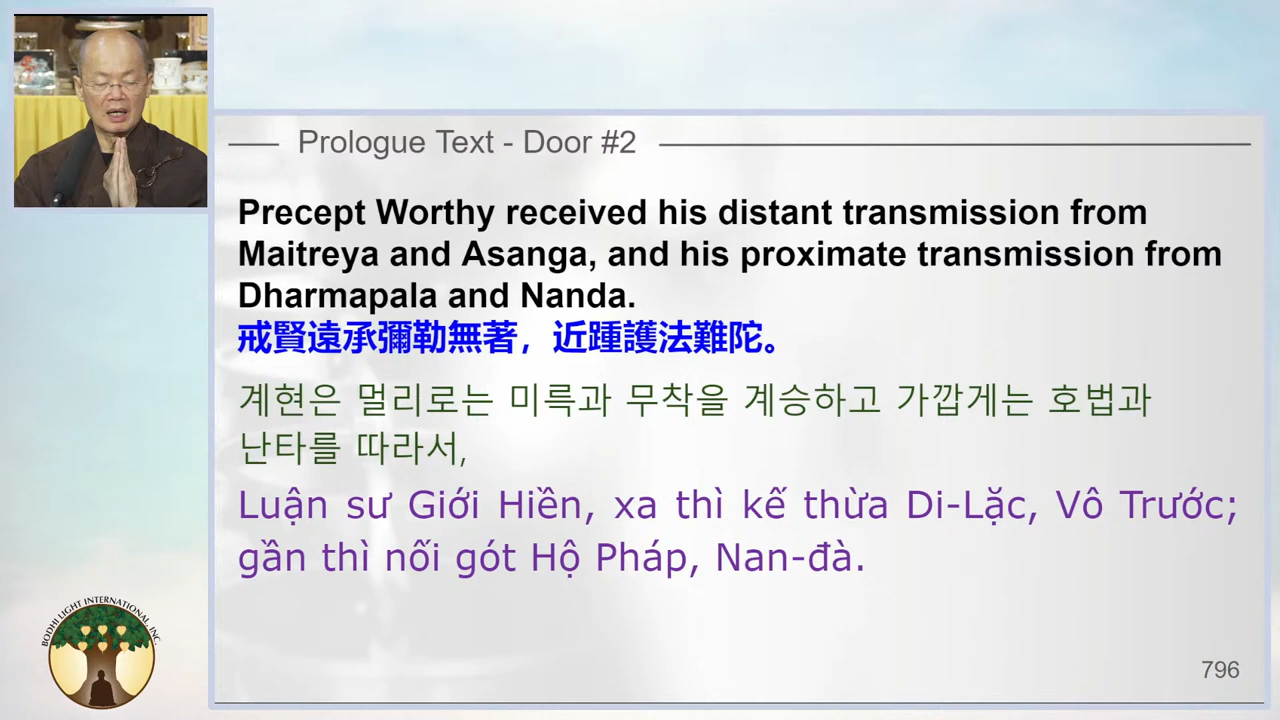 Prologue Text - Door #2
Precept Worthy received his distant transmission from
Maitreya and Asanga, and his proximate transmission from
Dharmapala and Nanda.
戒賢遠承彌勒無著，近踵護法難陀。
계현은 멀리로는 미륵과 무착을 계승하고 가깝게는 호법과
난타를 따라서,
Luận sư Giới Hiền, xa thì kế thừa Di-Lặc, Vô Trước;
gần thì nối gót Hộ Pháp, Nan-đà.
BODHI LIGHT INTERNATIONAL, INC.
796